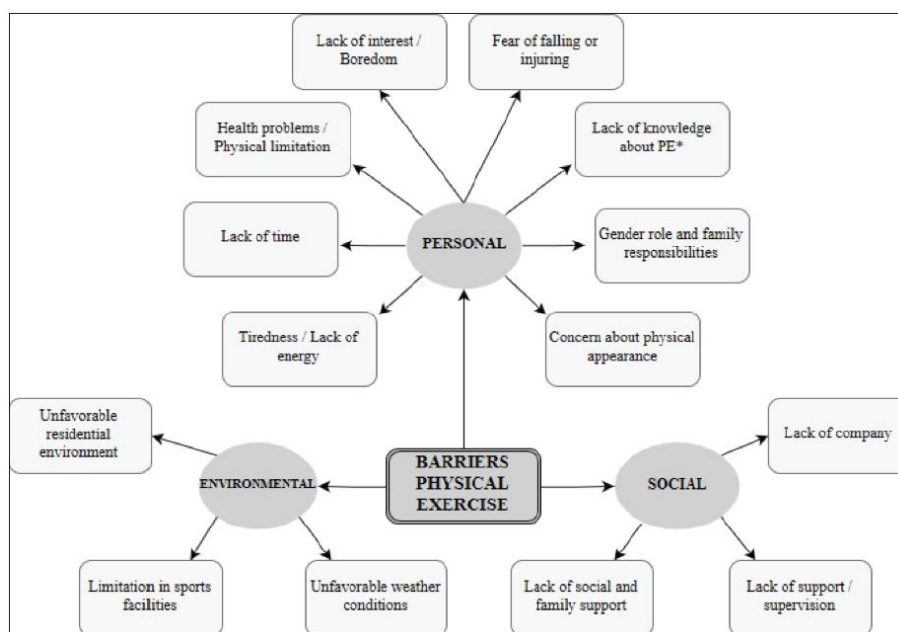 Lack of interest /
Boredom
Fear of falling or
injuring
Health problems /
Physical limitation
Lack of knowledge
about PE*
Lack of time
PERSONAL
Gender role and family
responsibilities
Tiredness / Lack of
energy
Concern about physical
appearance
Unfavorable
residential
environment
ENVIRONMENTAL
BARRIERS
PHYSICAL
EXERCISE
SOCIAL
Lack of company
Limitation in sports
facilities
Unfavorable weather
conditions
Lack of social and
family support
Lack of support /
supervision